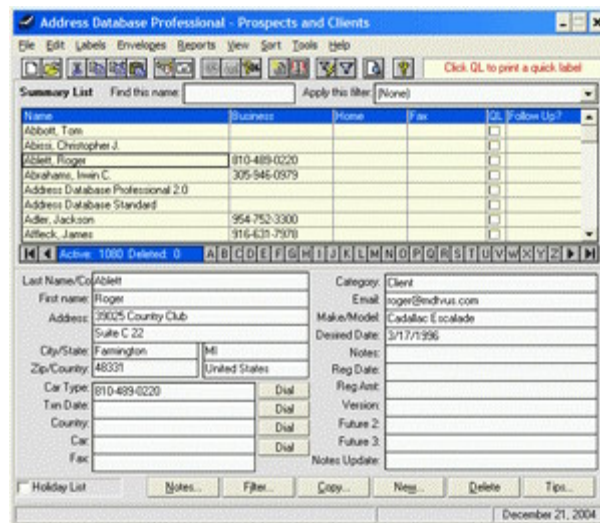 Address Database Professional - Prospects and Clients
File Edit Labels Envelopes Reports View Sort Tools Help
Click QL to print a quick label
Summary List Find this name: Apply this filter: (None)
Name Business Home Fax QL Follow Up?
Abbott, Tom
Abissi, Christopher J.
Ablett, Roger 810-489-0220
Abrahams, Irwin C. 305-946-0979
Address Database Professional 2.0
Address Database Standard
Adler, Jackson 954-752-3300
Affleck, James 916-631-7978
Active: 1080 Deleted: 0 A B C D E F G H I J K L M N O P Q R S T U V W X Y Z
Last Name/Co Ablett Category: Client
First name: Roger Email: roger@mdtvus.com
Address: 39025 Country Club Make/Model: Cadallac Escalade
Suite C 22 Desired Date: 3/17/1996
City/State: Farmington MI Notes:
Zip/Country: 48331 United States Reg Date:
Car Type: 810-489-0220 Dial Reg Amt:
Txn Date: Dial Version:
Country: Dial Future 2:
Car: Dial Future 3:
Fax: Notes Update:
Holiday List Notes... Filter... Copy... New... Delete Tips...
December 21, 2004